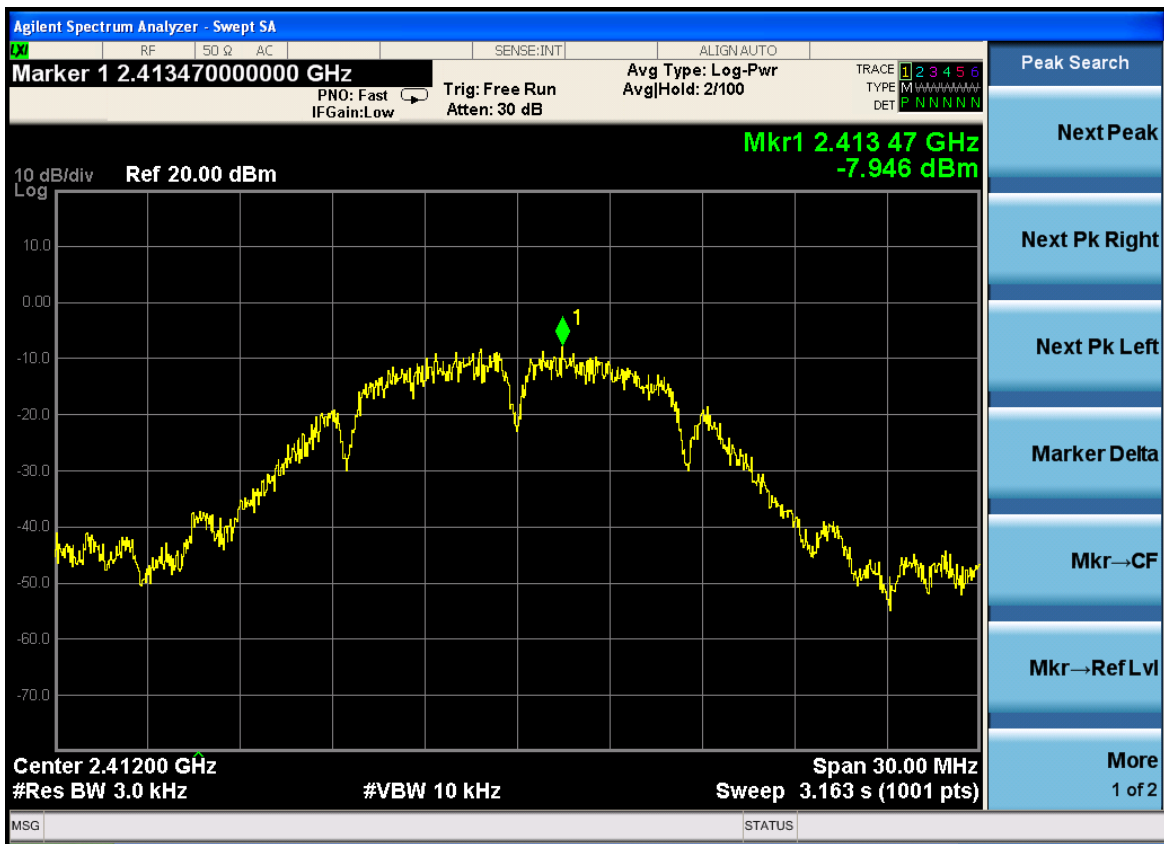 Agilent Spectrum Analyzer - Swept SA
LXI RF 50 Ω AC SENSE:INT ALIGN AUTO
Marker 1 2.413470000000 GHz
PNO: Fast
IFGain:Low
Trig: Free Run
Atten: 30 dB
Avg Type: Log-Pwr
Avg|Hold: 2/100
TRACE 1 2 3 4 5 6
TYPE M WWWWW
DET P N N N N N
Mkr1 2.413 47 GHz
-7.946 dBm
10 dB/div Ref 20.00 dBm
Log
10.0
0.00
1
-10.0
-20.0
-30.0
-40.0
-50.0
-60.0
-70.0
Center 2.41200 GHz Span 30.00 MHz
#Res BW 3.0 kHz #VBW 10 kHz Sweep 3.163 s (1001 pts)
MSG STATUS
Peak Search
Next Peak
Next Pk Right
Next Pk Left
Marker Delta
Mkr→CF
Mkr→Ref Lvl
More
1 of 2